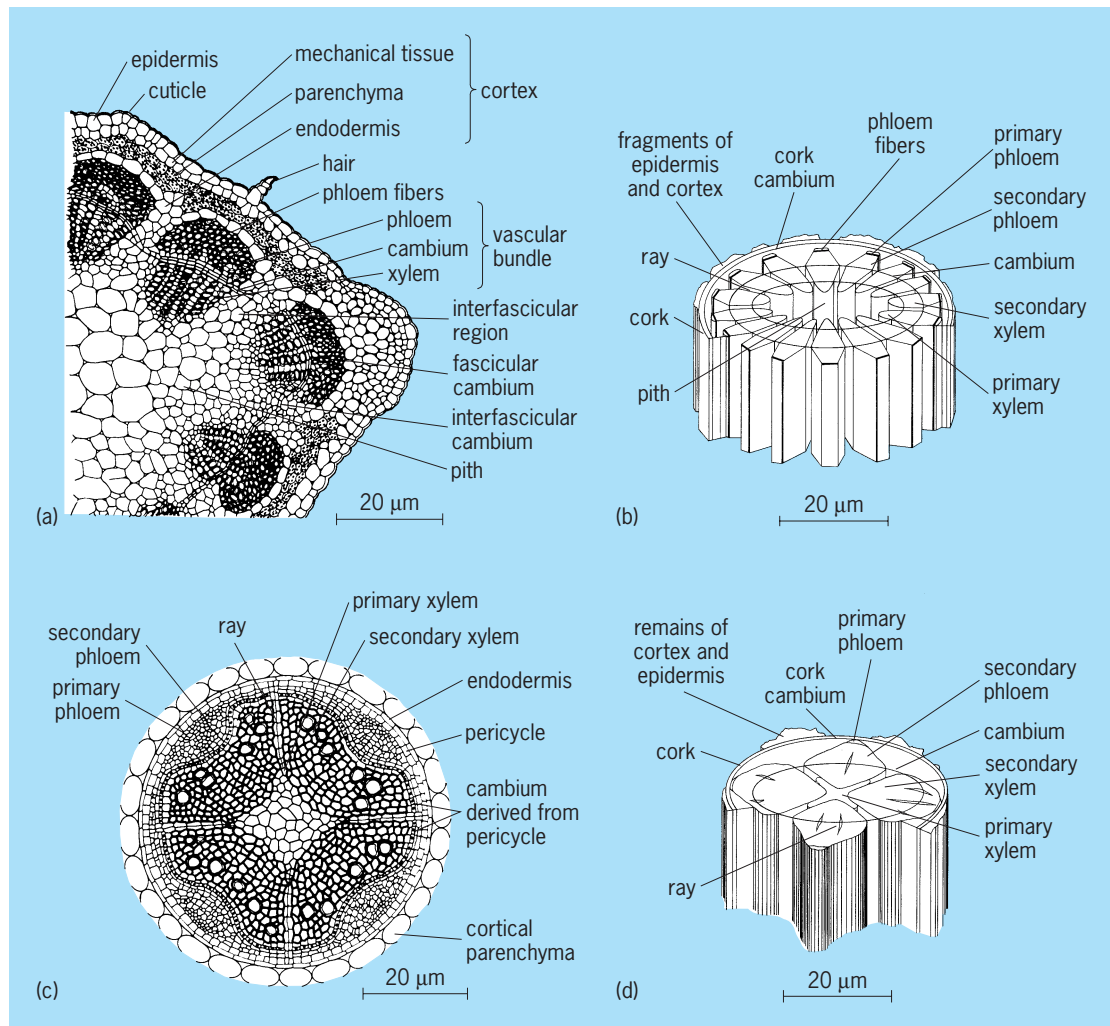 epidermis
cuticle
mechanical tissue
parenchyma
endodermis
cortex
hair
phloem fibers
phloem
cambium
xylem
vascular
bundle
interfascicular
region
fascicular
cambium
interfascicular
cambium
pith
(a)
20 μm
fragments of
epidermis
and cortex
cork
cambium
phloem
fibers
primary
phloem
secondary
phloem
ray
cambium
cork
secondary
xylem
pith
primary
xylem
(b)
20 μm
primary xylem
ray
secondary xylem
secondary
phloem
primary
phloem
endodermis
pericycle
cambium
derived from
pericycle
cortical
parenchyma
(c)
20 μm
remains of
cortex and
epidermis
primary
phloem
cork
cambium
secondary
phloem
cambium
cork
secondary
xylem
primary
xylem
ray
(d)
20 μm